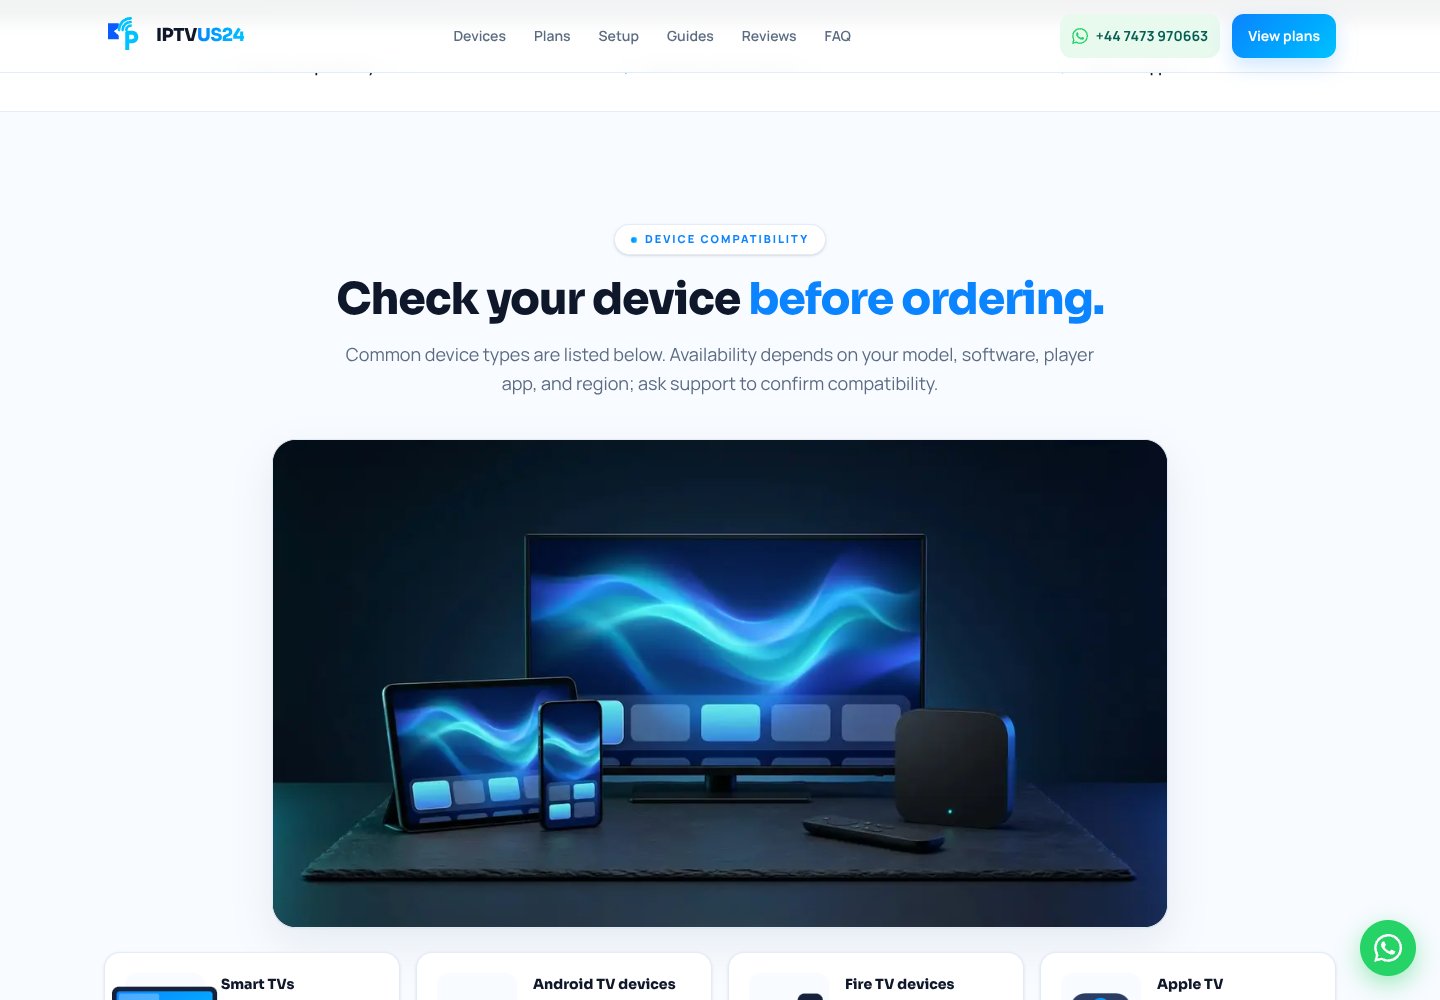 IPTVUS24
Devices Plans Setup Guides Reviews FAQ
+44 7473 970663
View plans
DEVICE COMPATIBILITY
Check your device before ordering.
Common device types are listed below. Availability depends on your model, software, player
app, and region; ask support to confirm compatibility.
Smart TVs
Android TV devices
Fire TV devices
Apple TV